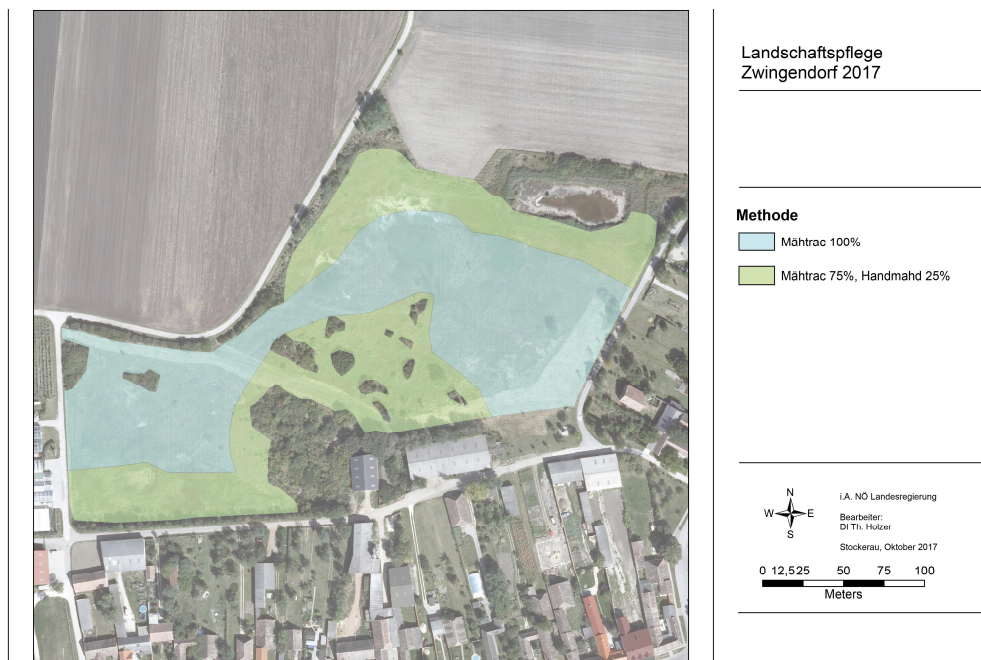 Landschaftspflege
Zwingendorf 2017
Methode
Mähtrac 100%
Mähtrac 75%, Handmahd 25%
N
W E
S
i.A. NÖ Landesregierung
Bearbeiter:
DI Th. Holzer
Stockerau, Oktober 2017
0 12,525 50 75 100
Meters